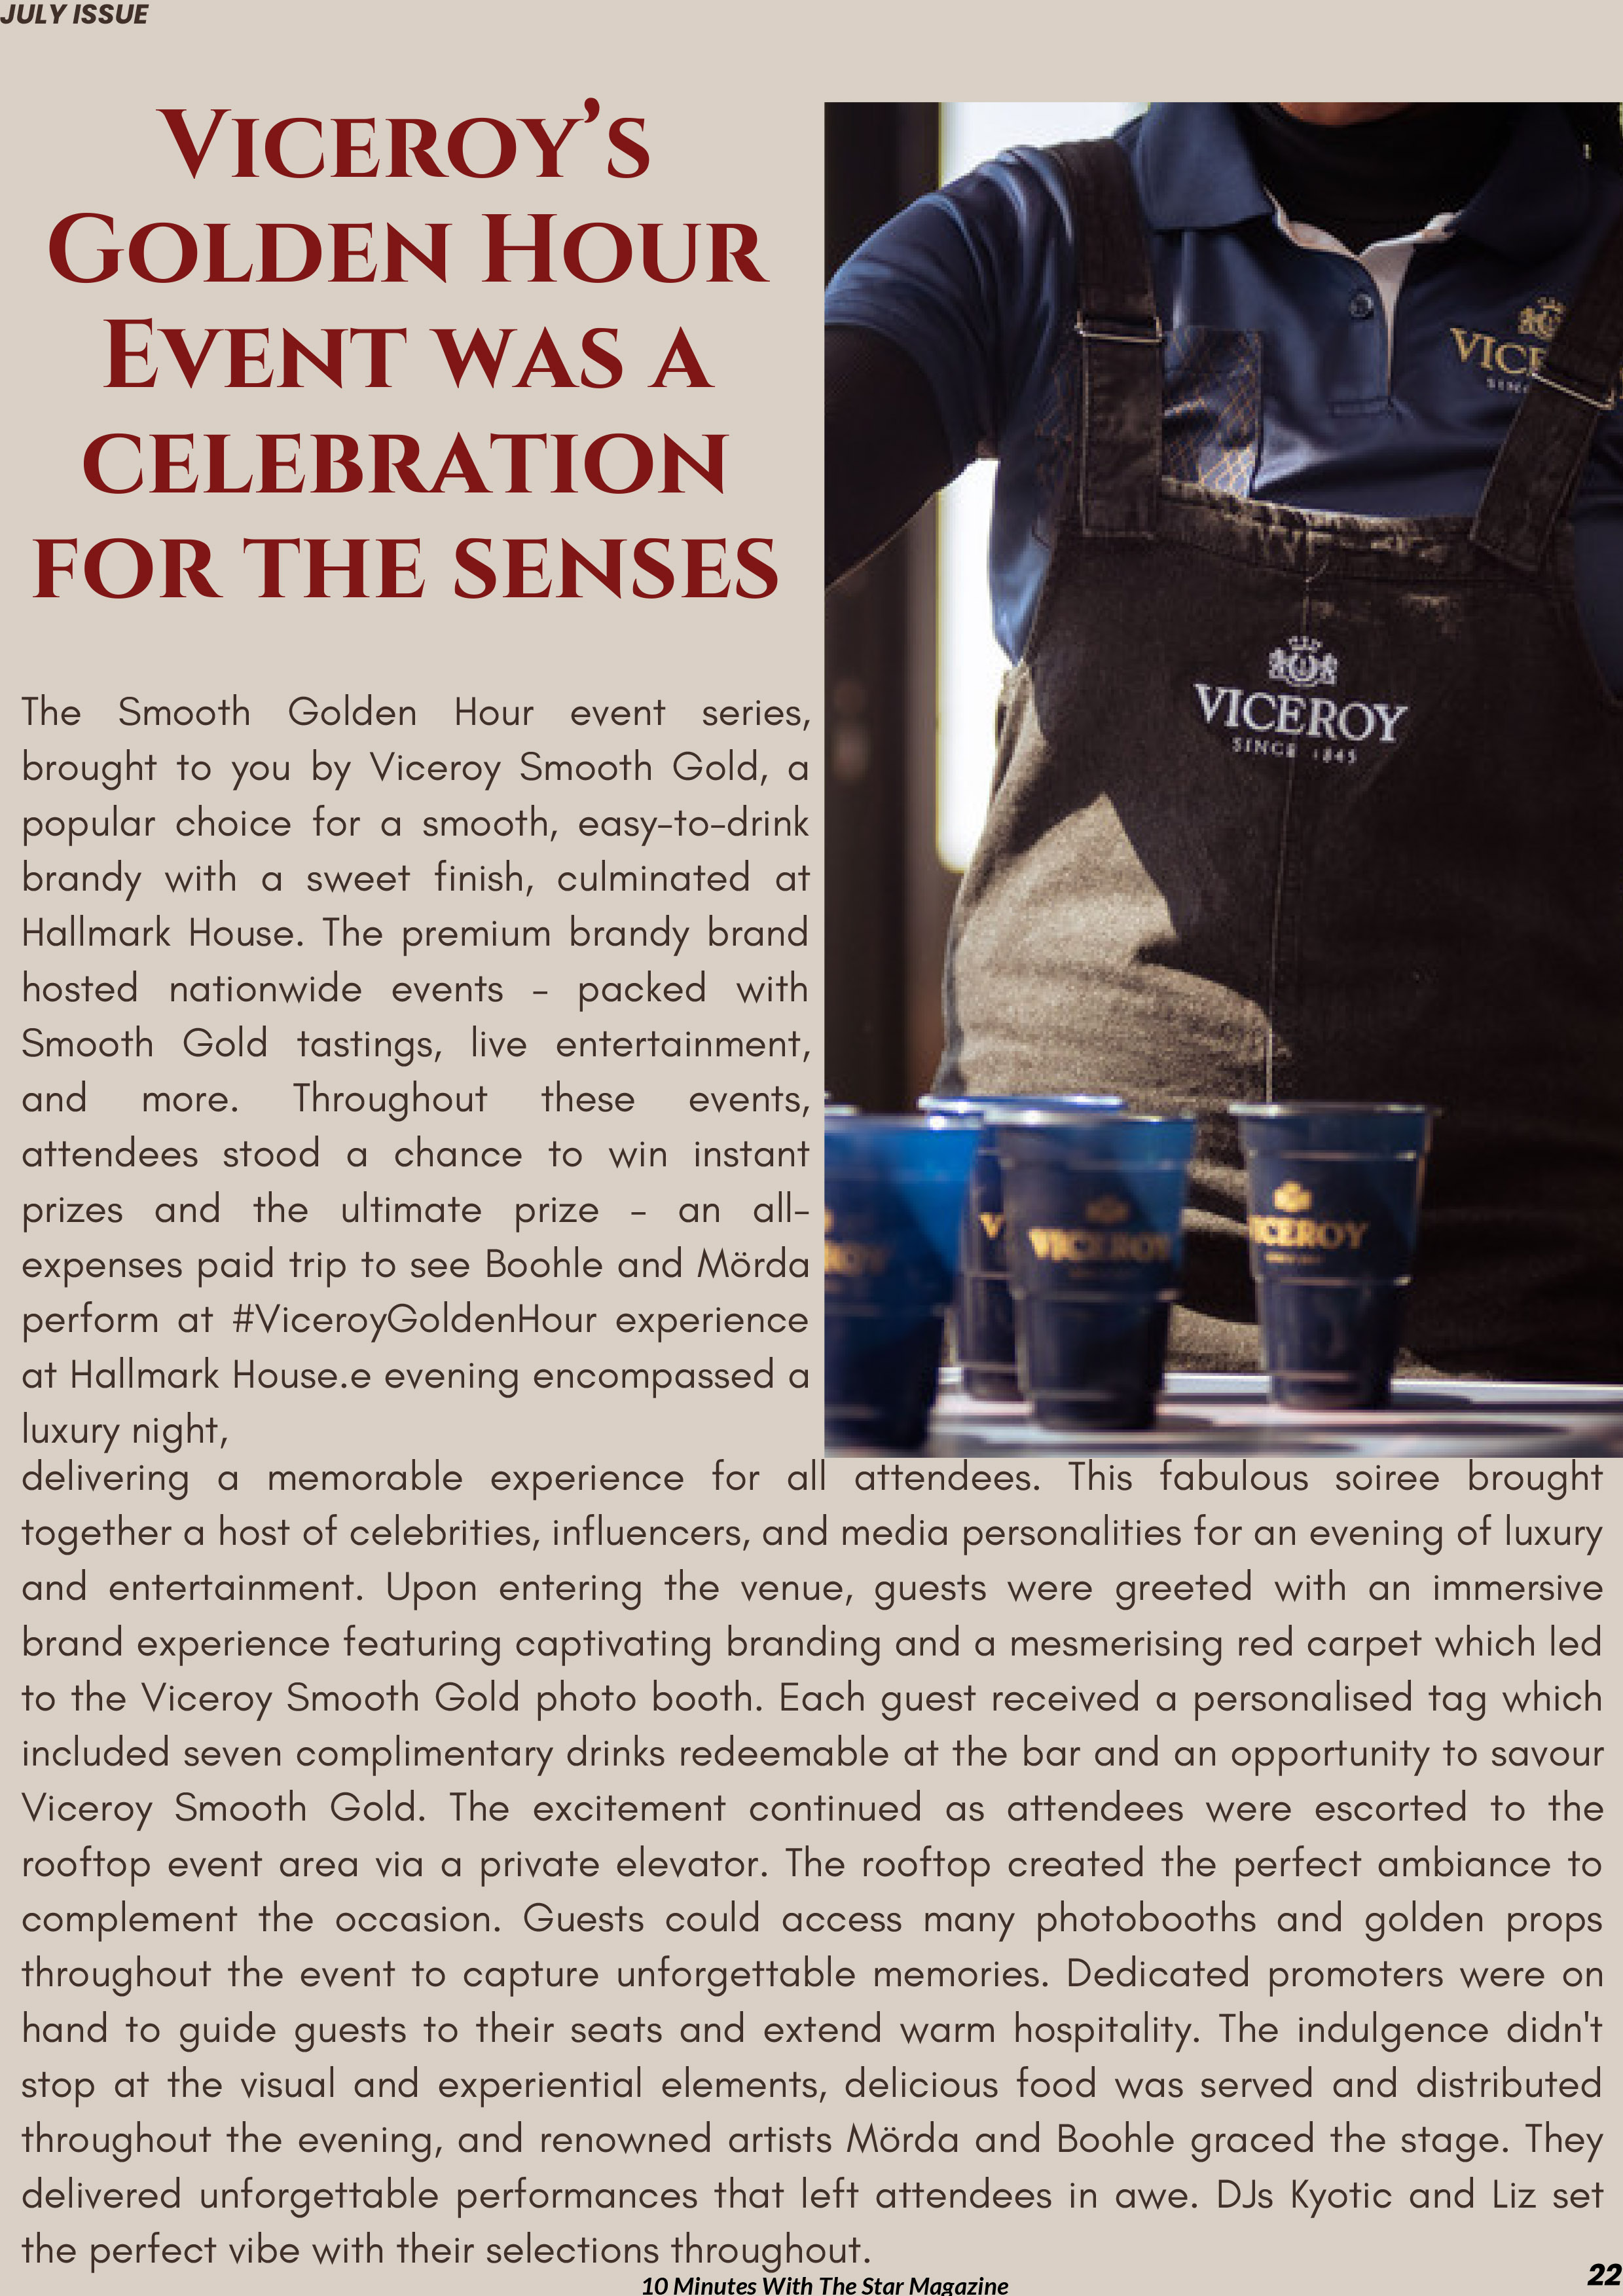 JULY ISSUE
VICEROY'S
GOLDEN HOUR
EVENT WAS A
CELEBRATION
FOR THE SENSES
The Smooth Golden Hour event series,
brought to you by Viceroy Smooth Gold, a
popular choice for a smooth, easy-to-drink
brandy with a sweet finish, culminated at
Hallmark House. The premium brandy brand
hosted nationwide events - packed with
Smooth Gold tastings, live entertainment,
and more. Throughout these events,
attendees stood a chance to win instant
prizes and the ultimate prize - an all-
expenses paid trip to see Boohle and Mörda
perform at #ViceroyGoldenHour experience
at Hallmark House.e evening encompassed a
luxury night,
delivering a memorable experience for all attendees. This fabulous soiree brought
together a host of celebrities, influencers, and media personalities for an evening of luxury
and entertainment. Upon entering the venue, guests were greeted with an immersive
brand experience featuring captivating branding and a mesmerising red carpet which led
to the Viceroy Smooth Gold photo booth. Each guest received a personalised tag which
included seven complimentary drinks redeemable at the bar and an opportunity to savour
Viceroy Smooth Gold. The excitement continued as attendees were escorted to the
rooftop event area via a private elevator. The rooftop created the perfect ambiance to
complement the occasion. Guests could access many photobooths and golden props
throughout the event to capture unforgettable memories. Dedicated promoters were on
hand to guide guests to their seats and extend warm hospitality. The indulgence didn't
stop at the visual and experiential elements, delicious food was served and distributed
throughout the evening, and renowned artists Mörda and Boohle graced the stage. They
delivered unforgettable performances that left attendees in awe. DJs Kyotic and Liz set
the perfect vibe with their selections throughout.
VICEROY
SINCE 1845
VICEROY
VICEROY
10 Minutes With The Star Magazine
22